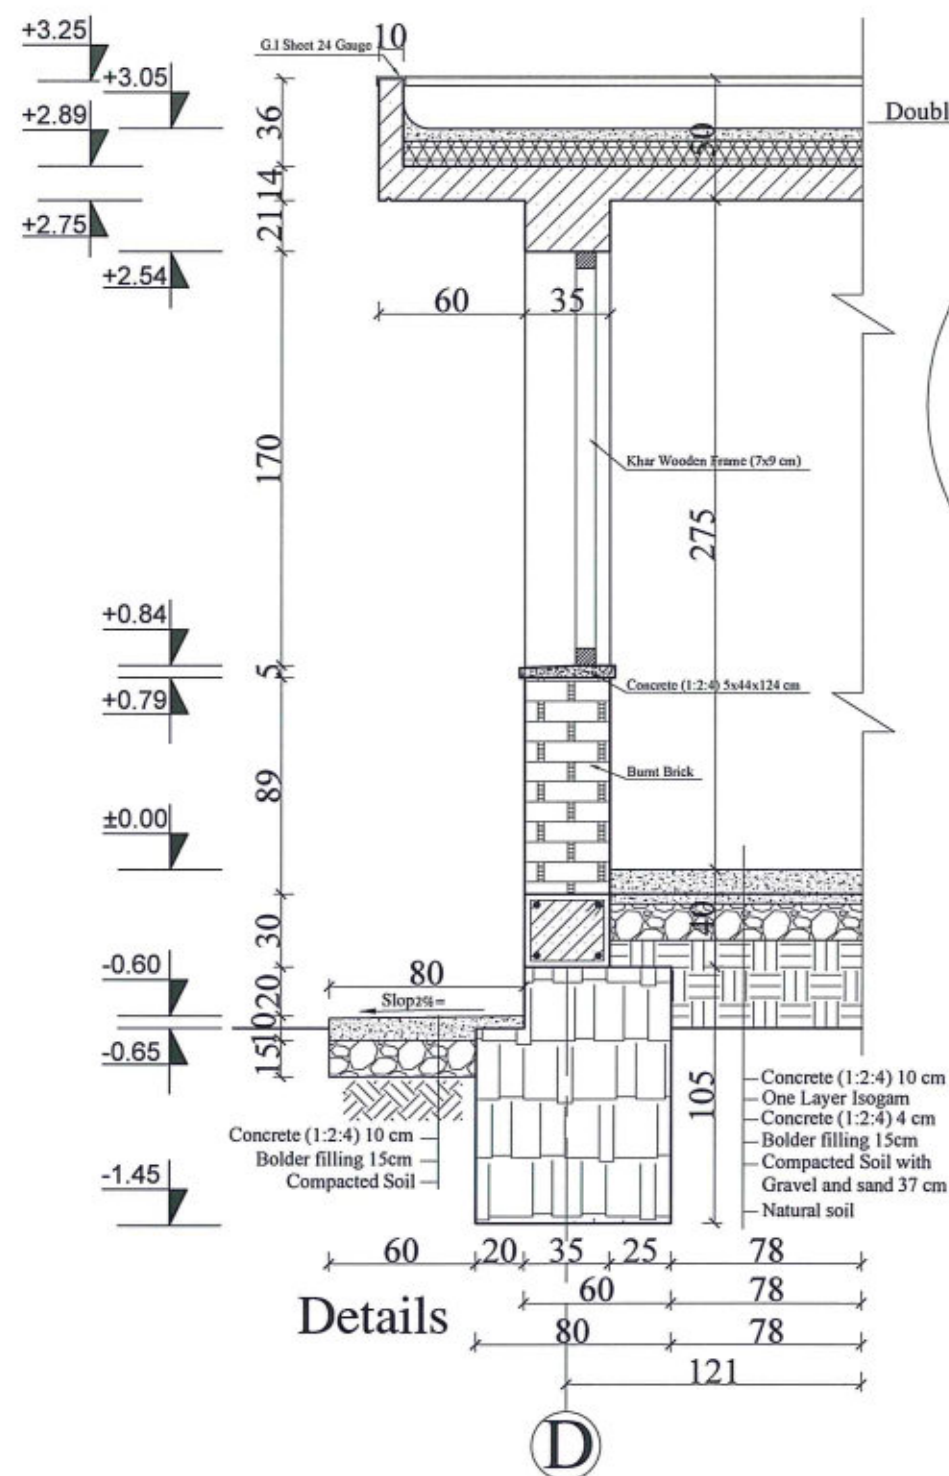 +3.25
G.I Sheet 24 Gauge
10
+3.05
+2.89
36
50
Doubl
14
+2.75
21
+2.54
60
35
170
Khar Wooden Frame (7x9 cm)
275
+0.84
5
+0.79
Concrete (1:2:4) 5x44x124 cm
Burnt Brick
89
±0.00
40
30
-0.60
80
20
Slop2%=
10
-0.65
15
105
Concrete (1:2:4) 10 cm
One Layer Isogam
Concrete (1:2:4) 4 cm
Bolder filling 15cm
Compacted Soil with
Gravel and sand 37 cm
Natural soil
Concrete (1:2:4) 10 cm
Bolder filling 15cm
Compacted Soil
-1.45
60
20
35
25
78
60
78
Details
80
78
121
D